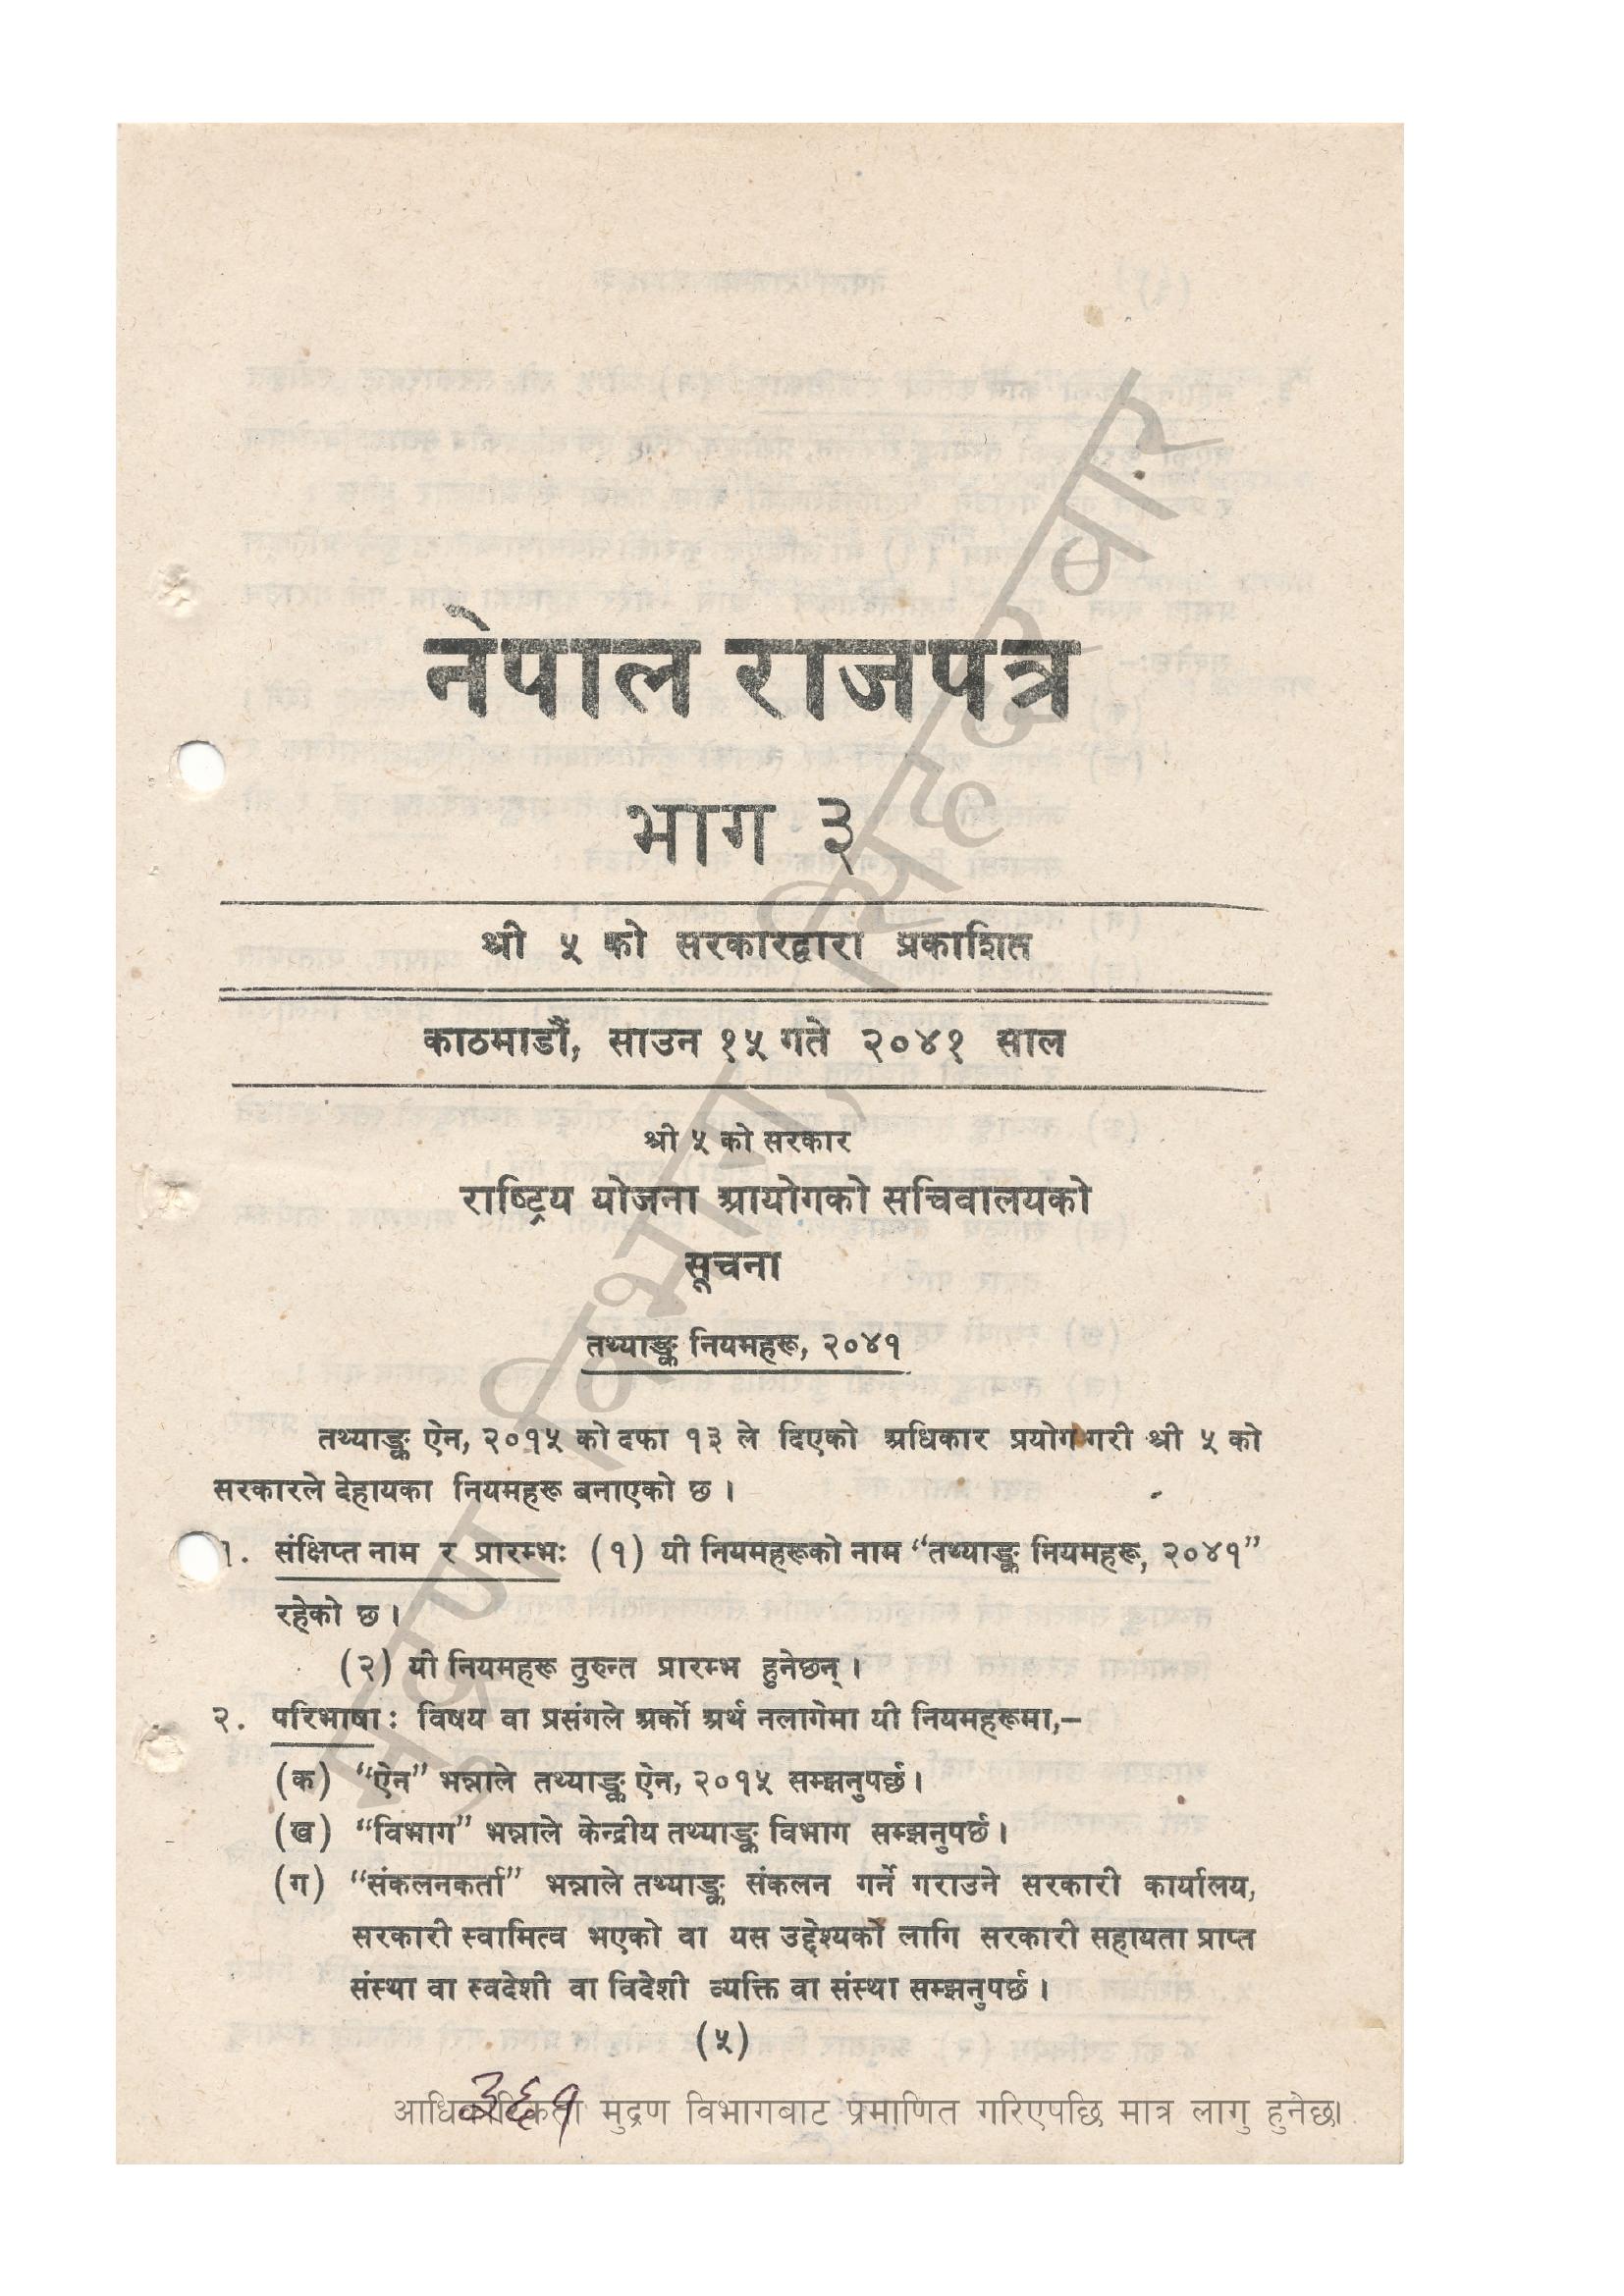 नेपाल राजपत्र
भाग ३
श्री ५ को सरकारद्वारा प्रकाशित
काठमाडौं, साउन १५ गते २०४१ साल
श्री ५ को सरकार
राष्ट्रिय योजना आयोगको सचिवालयको
सूचना
तथ्याङ्क नियमहरू, २०४१
तथ्याङ्क ऐन, २०१५ को दफा १३ ले दिएको अधिकार प्रयोग गरी श्री ५ को
सरकारले देहायका नियमहरू बनाएको छ ।
१. संक्षिप्त नाम र प्रारम्भः (१) यी नियमहरूको नाम “तथ्याङ्क नियमहरू, २०४१”
रहेको छ ।
(२) यी नियमहरू तुरुन्त प्रारम्भ हुनेछन् ।
२. परिभाषा: विषय वा प्रसंगले अर्को अर्थ नलागेमा यी नियमहरूमा,–
(क) “ऐन” भन्नाले तथ्याङ्क ऐन, २०१५ सम्झनुपर्छ ।
(ख) “विभाग” भन्नाले केन्द्रीय तथ्याङ्क विभाग सम्झनुपर्छ ।
(ग) “संकलनकर्ता” भन्नाले तथ्याङ्क संकलन गर्ने गराउने सरकारी कार्यालय,
सरकारी स्वामित्व भएको वा यस उद्देश्यको लागि सरकारी सहायता प्राप्त
संस्था वा स्वदेशी वा विदेशी व्यक्ति वा संस्था सम्झनुपर्छ ।
(५)
३६१
मुद्रण विभागबाट प्रमाणित गरिएपछि मात्र लागु हुनेछ।
मुद्रण विभाग, सिंहदरबार